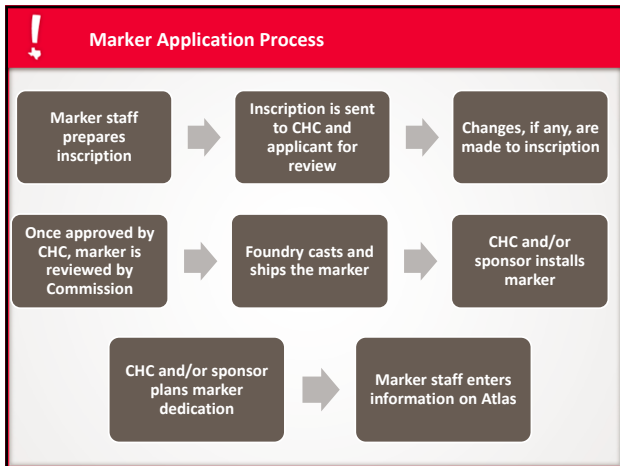 Marker Application Process
Marker staff
prepares
inscription
Inscription is sent
to CHC and
applicant for
review
Changes, if any, are
made to inscription
Once approved by
CHC, marker is
reviewed by
Commission
Foundry casts and
ships the marker
CHC and/or
sponsor installs
marker
CHC and/or sponsor
plans marker
dedication
Marker staff enters
information on Atlas